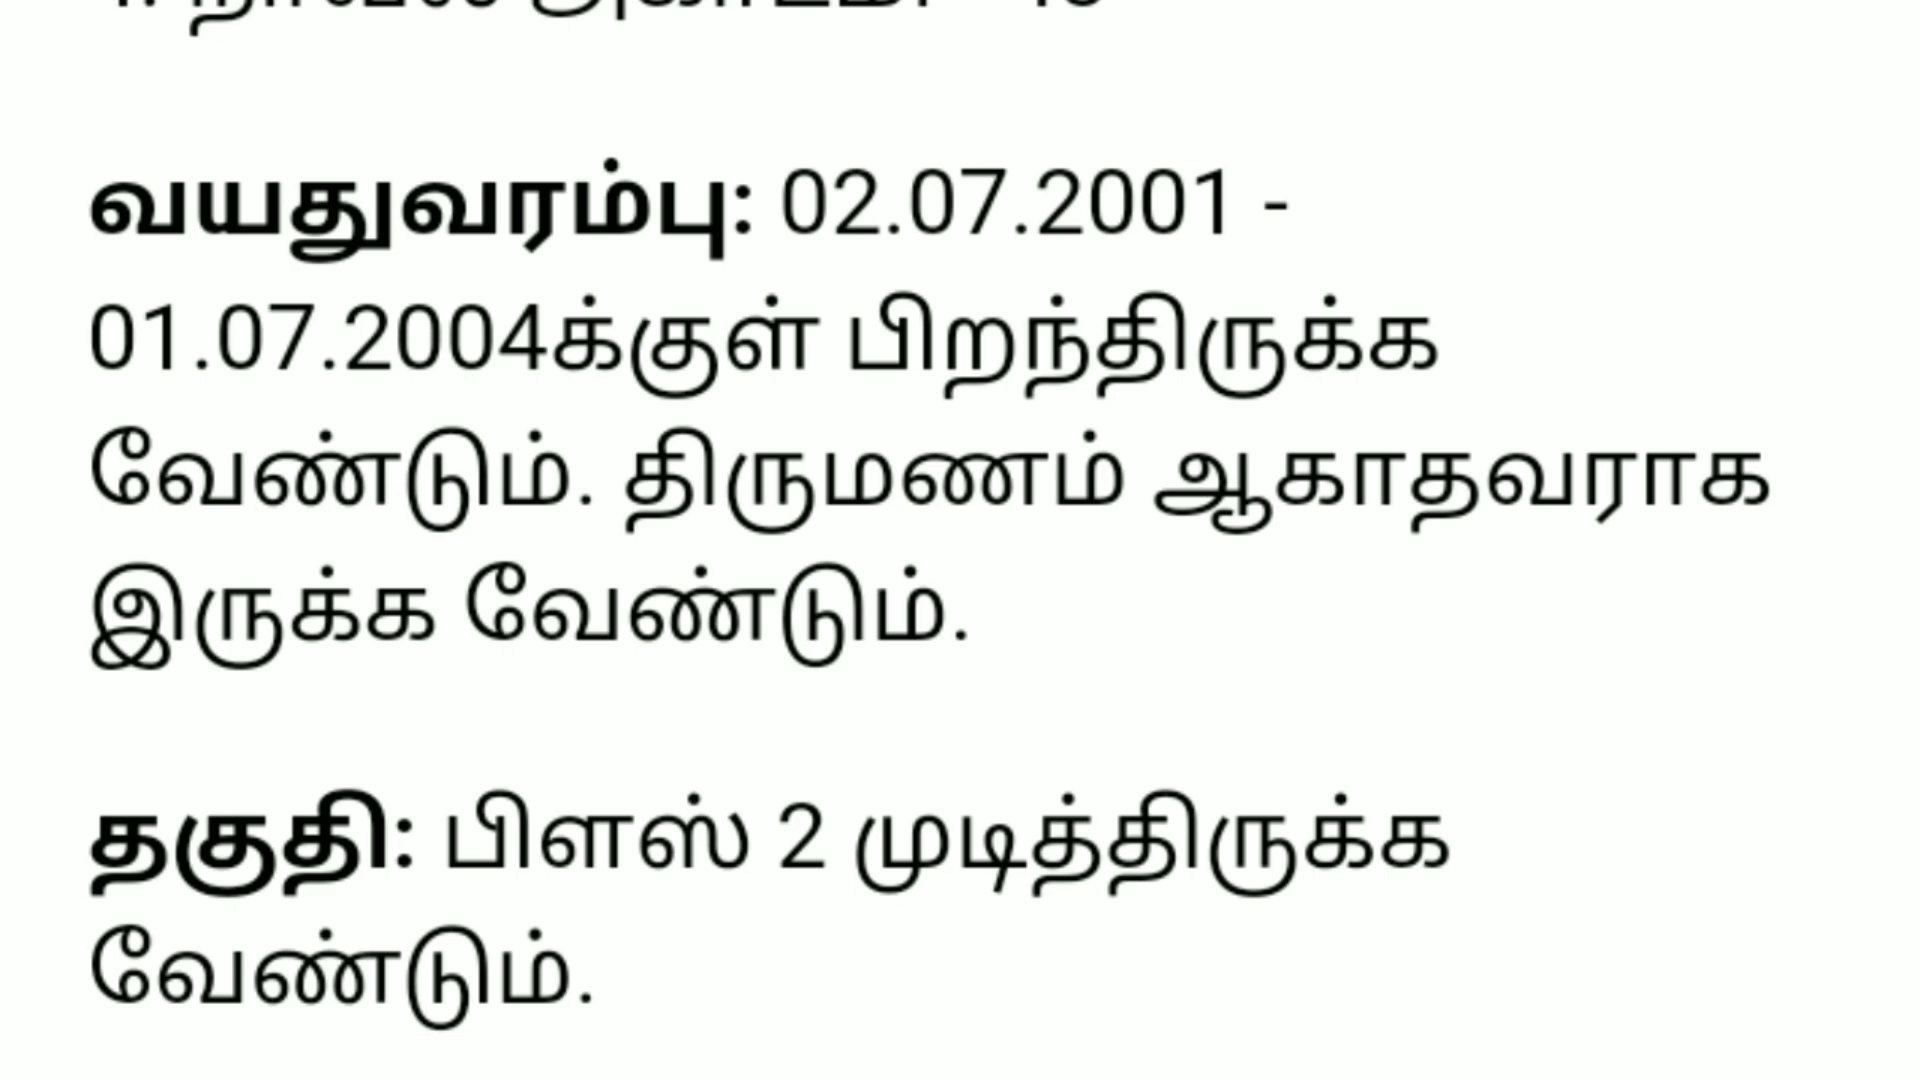 வயதுவரம்பு: 02.07.2001 -
01.07.2004க்குள் பிறந்திருக்க
வேண்டும். திருமணம் ஆகாதவராக
இருக்க வேண்டும்.
தகுதி: பிளஸ் 2 முடித்திருக்க
வேண்டும்.